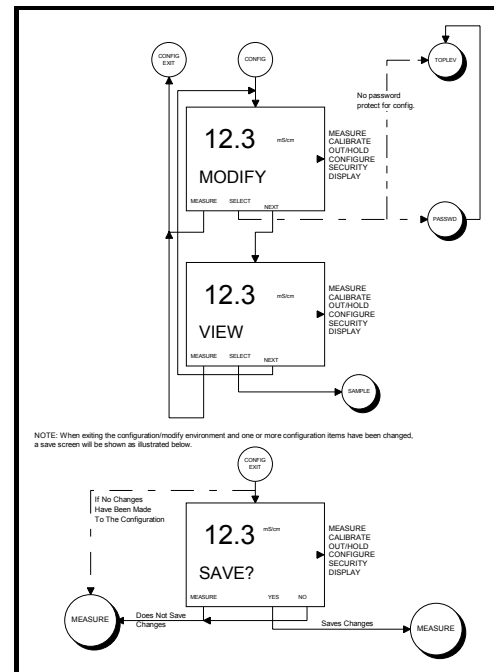 CONFIG
EXIT
CONFIG
TOPLEV
No password
protect for config.
12.3 mS/cm
MODIFY
MEASURE SELECT NEXT
MEASURE
CALIBRATE
OUT/HOLD
CONFIGURE
SECURITY
DISPLAY
PASSWD
12.3 mS/cm
VIEW
MEASURE SELECT NEXT
MEASURE
CALIBRATE
OUT/HOLD
CONFIGURE
SECURITY
DISPLAY
SAMPLE
NOTE: When exiting the configuration/modify environment and one or more configuration items have been changed,
a save screen will be shown as illustrated below.
CONFIG
EXIT
If No Changes
Have Been Made
To The Configuration
12.3 mS/cm
SAVE?
MEASURE YES NO
MEASURE
CALIBRATE
OUT/HOLD
CONFIGURE
SECURITY
DISPLAY
MEASURE
Does Not Save
Changes
Saves Changes
MEASURE